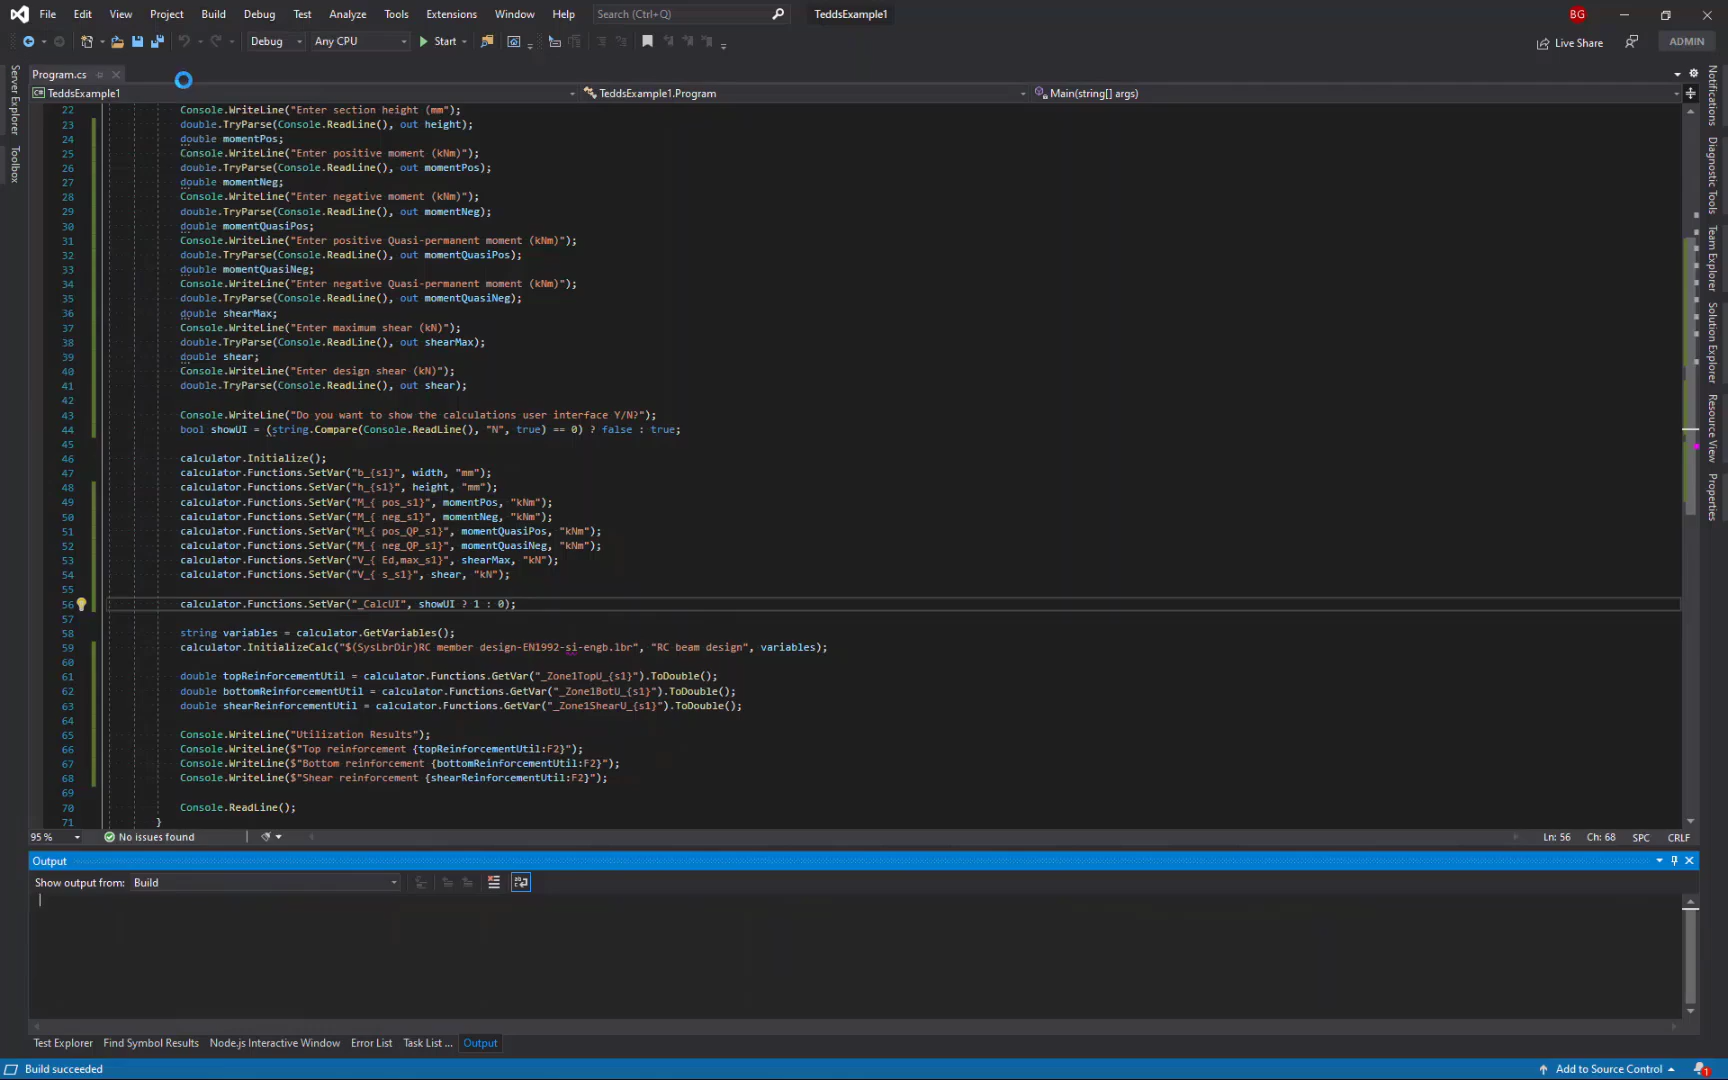 File Edit View Project Build Debug Test Analyze Tools Extensions Window Help Search (Ctrl+Q) TeddsExample1 BG
Debug Any CPU Start Live Share ADMIN
Program.cs
TeddsExample1 TeddsExample1.Program Main(string[] args)
22 Console.WriteLine("Enter section height (mm");
23 double.TryParse(Console.ReadLine(), out height);
24 double momentPos;
25 Console.WriteLine("Enter positive moment (kNm)");
26 double.TryParse(Console.ReadLine(), out momentPos);
27 double momentNeg;
28 Console.WriteLine("Enter negative moment (kNm)");
29 double.TryParse(Console.ReadLine(), out momentNeg);
30 double momentQuasiPos;
31 Console.WriteLine("Enter positive Quasi-permanent moment (kNm)");
32 double.TryParse(Console.ReadLine(), out momentQuasiPos);
33 double momentQuasiNeg;
34 Console.WriteLine("Enter negative Quasi-permanent moment (kNm)");
35 double.TryParse(Console.ReadLine(), out momentQuasiNeg);
36 double shearMax;
37 Console.WriteLine("Enter maximum shear (kN)");
38 double.TryParse(Console.ReadLine(), out shearMax);
39 double shear;
40 Console.WriteLine("Enter design shear (kN)");
41 double.TryParse(Console.ReadLine(), out shear);
42
43 Console.WriteLine("Do you want to show the calculations user interface Y/N?");
44 bool showUI = (string.Compare(Console.ReadLine(), "N", true) == 0) ? false : true;
45
46 calculator.Initialize();
47 calculator.Functions.SetVar("b_{s1}", width, "mm");
48 calculator.Functions.SetVar("h_{s1}", height, "mm");
49 calculator.Functions.SetVar("M_{ pos_s1}", momentPos, "kNm");
50 calculator.Functions.SetVar("M_{ neg_s1}", momentNeg, "kNm");
51 calculator.Functions.SetVar("M_{ pos_QP_s1}", momentQuasiPos, "kNm");
52 calculator.Functions.SetVar("M_{ neg_QP_s1}", momentQuasiNeg, "kNm");
53 calculator.Functions.SetVar("V_{ Ed,max_s1}", shearMax, "kN");
54 calculator.Functions.SetVar("V_{ s_s1}", shear, "kN");
55
56 calculator.Functions.SetVar("_CalcUI", showUI ? 1 : 0);
57
58 string variables = calculator.GetVariables();
59 calculator.InitializeCalc("$(SysLbrDir)RC member design-EN1992-si-engb.lbr", "RC beam design", variables);
60
61 double topReinforcementUtil = calculator.Functions.GetVar("_Zone1TopU_{s1}").ToDouble();
62 double bottomReinforcementUtil = calculator.Functions.GetVar("_Zone1BotU_{s1}").ToDouble();
63 double shearReinforcementUtil = calculator.Functions.GetVar("_Zone1ShearU_{s1}").ToDouble();
64
65 Console.WriteLine("Utilization Results");
66 Console.WriteLine($"Top reinforcement {topReinforcementUtil:F2}");
67 Console.WriteLine($"Bottom reinforcement {bottomReinforcementUtil:F2}");
68 Console.WriteLine($"Shear reinforcement {shearReinforcementUtil:F2}");
69
70 Console.ReadLine();
71 }
95 % No issues found Ln: 56 Ch: 68 SPC CRLF
Output
Show output from: Build
Test Explorer Find Symbol Results Node.js Interactive Window Error List Task List ... Output
Build succeeded Add to Source Control 1
Server Explorer
Toolbox
Notifications
Diagnostic Tools
Team Explorer
Solution Explorer
Resource View
Properties